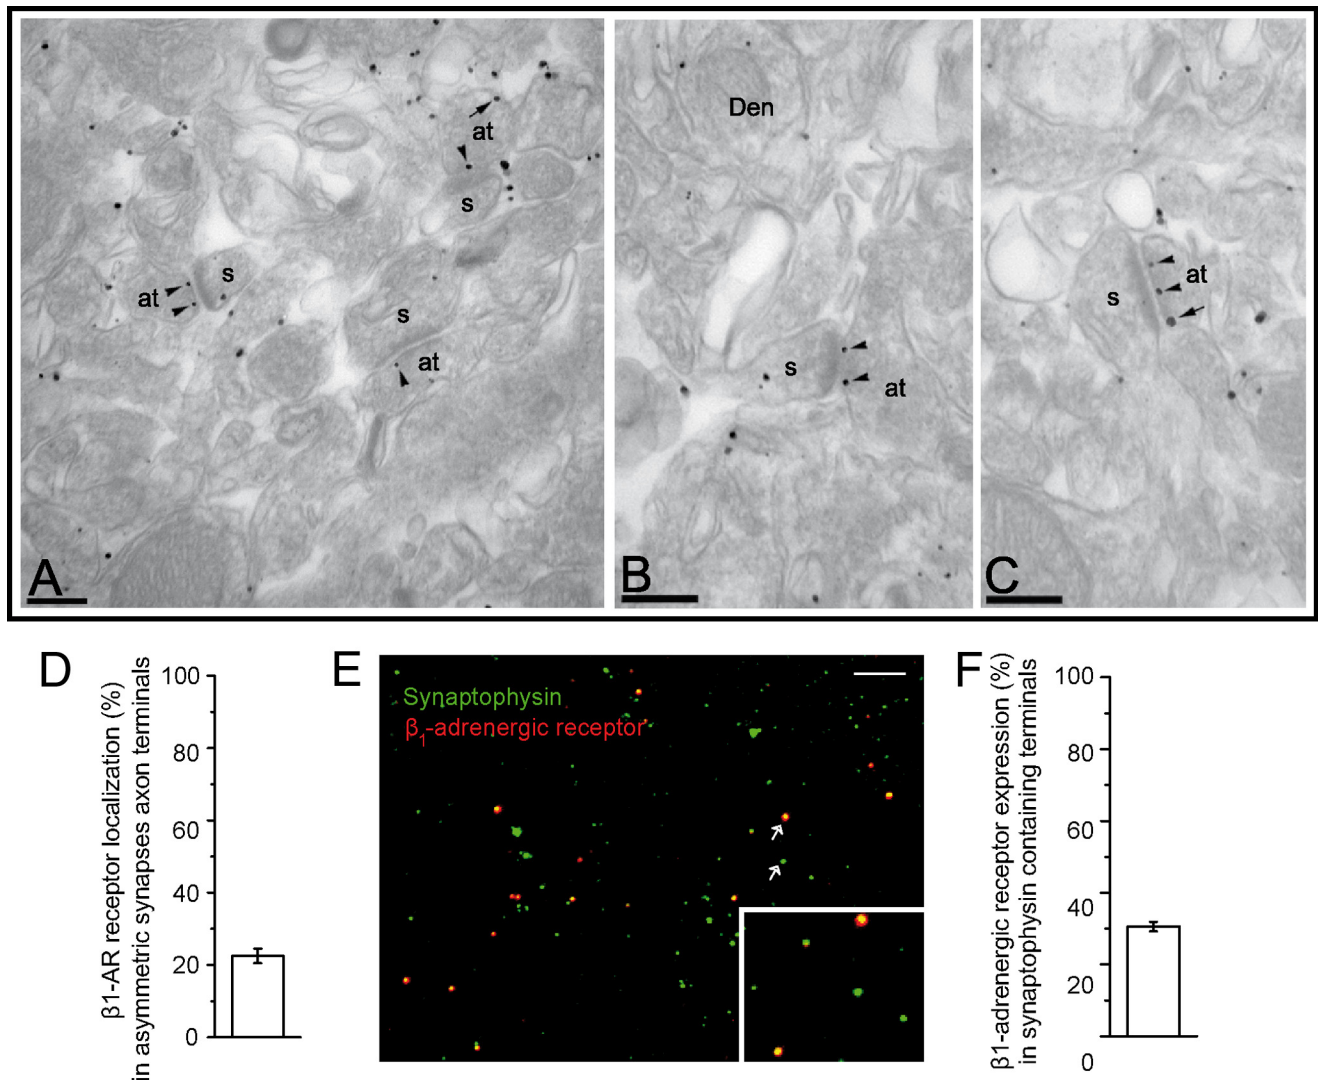 at
s
s
at
s
at
A
Den
s
at
B
at
s
C
D
β1-AR receptor localization (%)
in asymmetric synapses axon terminals
100
80
60
40
20
0
E
Synaptophysin
β1-adrenergic receptor
F
β1-adrenergic receptor expression (%)
in synaptophysin containing terminals
100
80
60
40
20
0